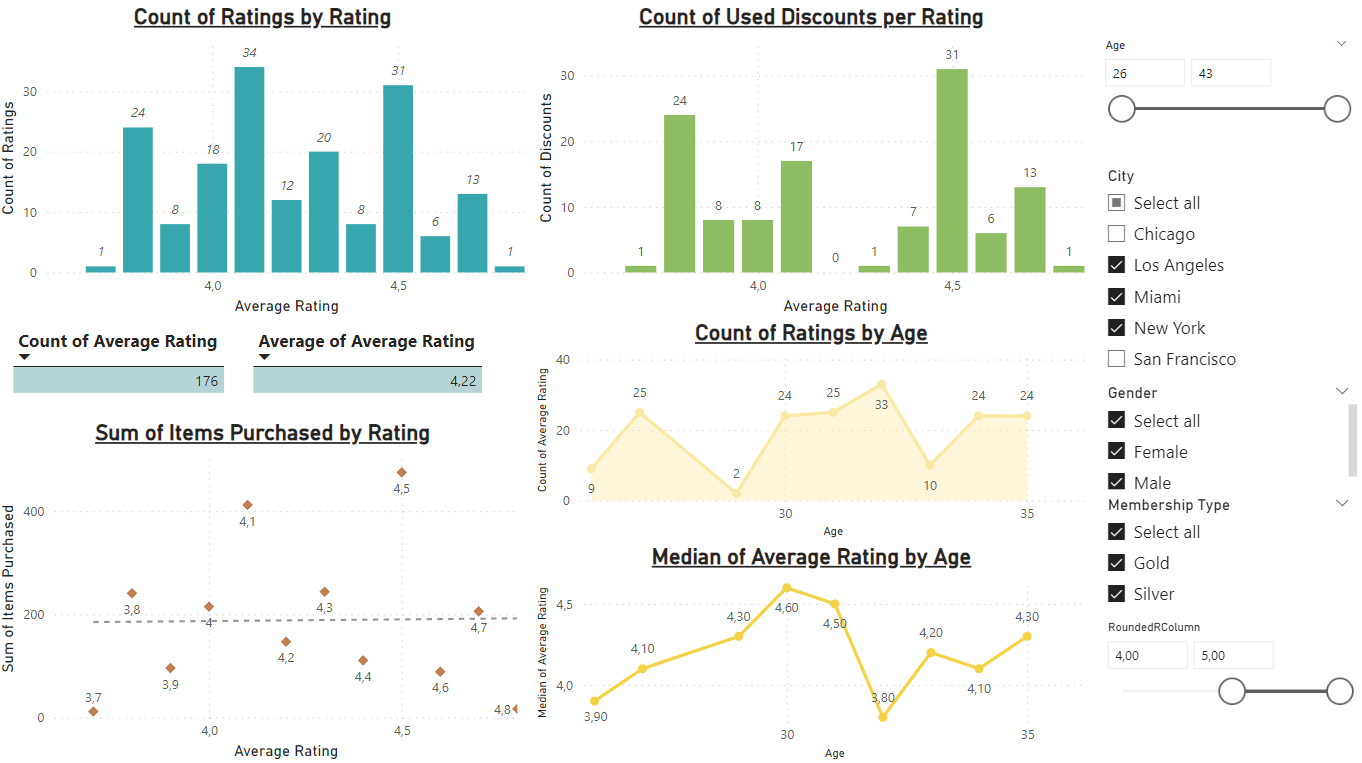 Count of Ratings by Rating
Count of Ratings
30
20
10
0
1
24
8
18
34
12
20
8
31
6
13
1
4,0
4,5
Average Rating
Count of Used Discounts per Rating
Count of Discounts
30
20
10
0
1
24
8
8
17
0
1
7
31
6
13
1
4,0
4,5
Average Rating
Count of Average Rating
176
Average of Average Rating
4,22
Sum of Items Purchased by Rating
Sum of Items Purchased
400
200
0
3,7
3,8
3,9
4
4,1
4,2
4,3
4,4
4,5
4,6
4,7
4,8
4,0
4,5
Average Rating
Count of Ratings by Age
Count of Average Rating
40
20
0
9
25
2
24
25
33
10
24
24
30
35
Age
Median of Average Rating by Age
Median of Average Rating
4,5
4,0
3,90
4,10
4,30
4,60
4,50
3,80
4,20
4,10
4,30
30
35
Age
Age
26 43
City
Select all
Chicago
Los Angeles
Miami
New York
San Francisco
Gender
Select all
Female
Male
Membership Type
Select all
Gold
Silver
RoundedRColumn
4,00 5,00